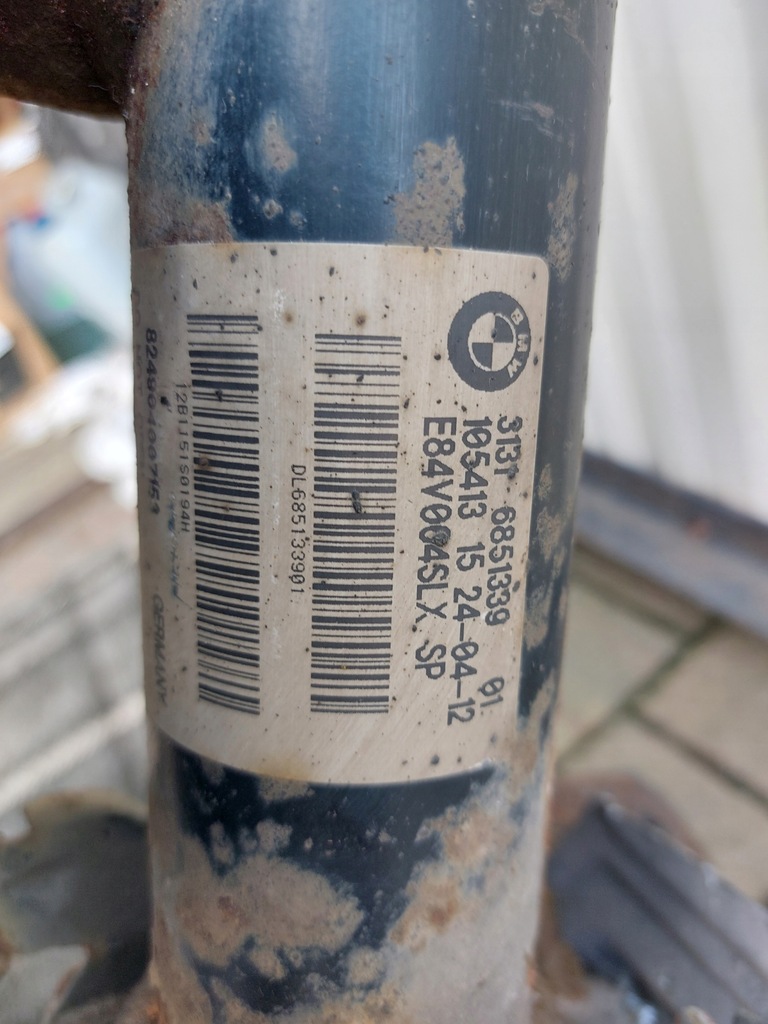 BMW
3131 6851339 01
105413 15 24-04-12
E84V004SLX SP
DL685133901
12B1151S0194H
GERMANY